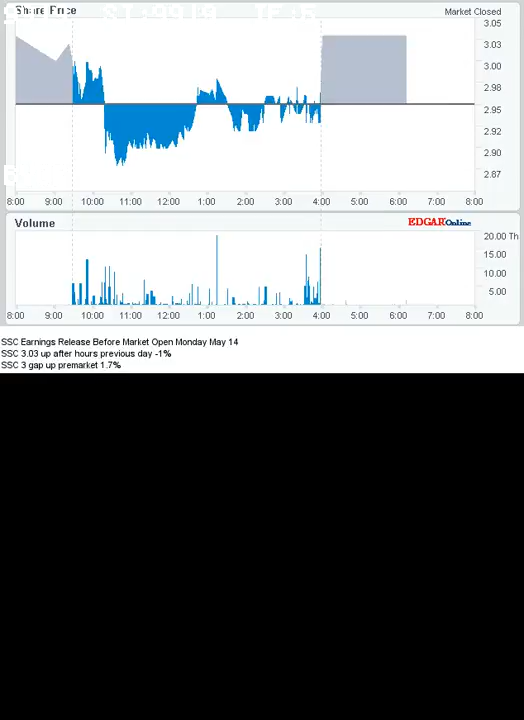 Share Price
Market Closed
3.05
3.03
3.00
2.98
2.95
2.92
2.90
2.87
8:00 9:00 10:00 11:00 12:00 1:00 2:00 3:00 4:00 5:00 6:00 7:00 8:00
Volume
EDGAROnline
20.00 Th
15.00
10.00
5.00
8:00 9:00 10:00 11:00 12:00 1:00 2:00 3:00 4:00 5:00 6:00 7:00 8:00
SSC Earnings Release Before Market Open Monday May 14
SSC 3.03 up after hours previous day -1%
SSC 3 gap up premarket 1.7%